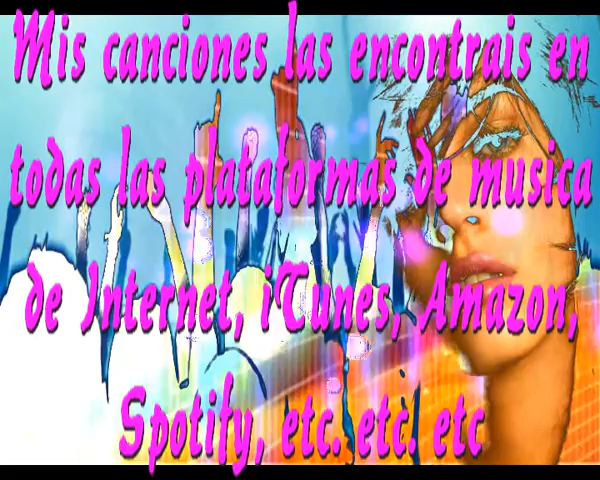 Mis canciones las encontrais en
todas las plataformas de musica
de Internet, iTunes, Amazon,
Spotify, etc. etc. etc